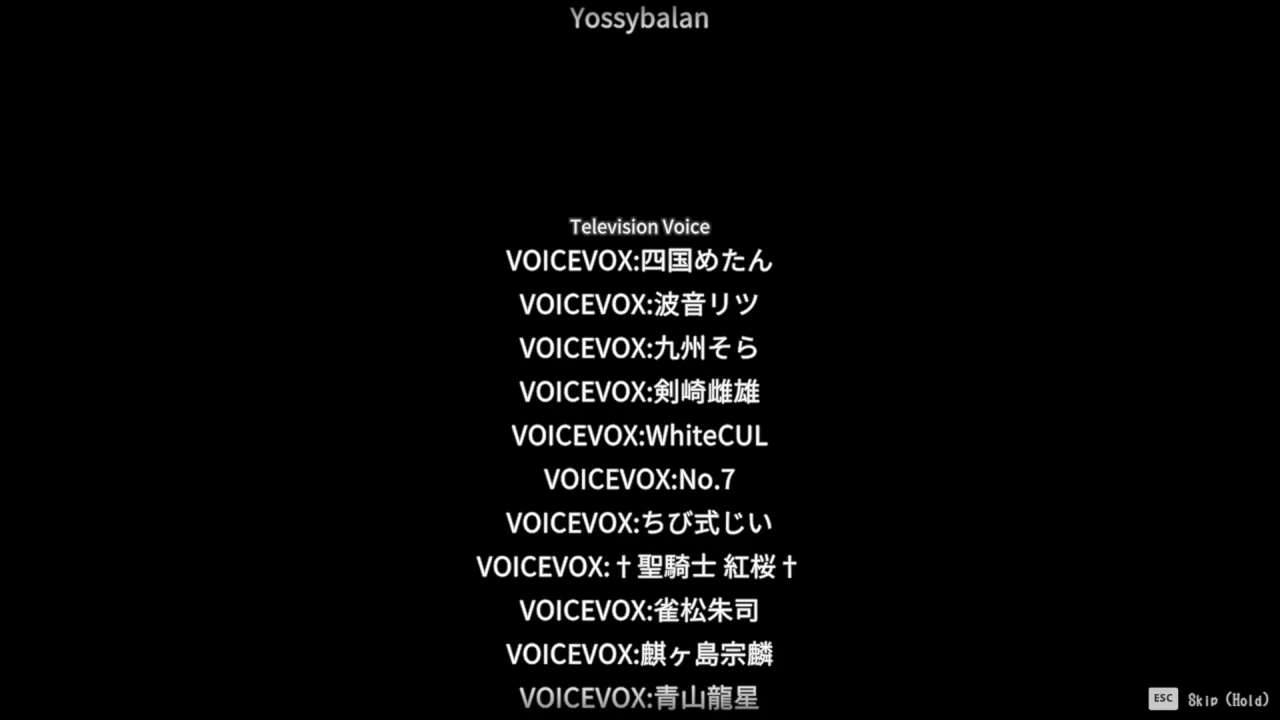 Yossybalan
Television Voice
VOICEVOX:四国めたん
VOICEVOX:波音リツ
VOICEVOX:九州そら
VOICEVOX:剣崎雌雄
VOICEVOX:WhiteCUL
VOICEVOX:No.7
VOICEVOX:ちび式じい
VOICEVOX:†聖騎士 紅桜†
VOICEVOX:雀松朱司
VOICEVOX:麒ヶ島宗麟
VOICEVOX:青山龍星
ESC Skip (Hold)